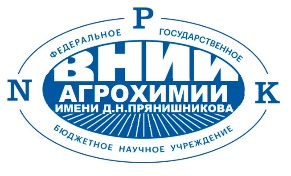 P
ФЕДЕРАЛЬНОЕ ГОСУДАРСТВЕННОЕ
N ВНИИ K
АГРОХИМИИ
ИМЕНИ Д.Н.ПРЯНИШНИКОВА
БЮДЖЕТНОЕ НАУЧНОЕ УЧРЕЖДЕНИЕ